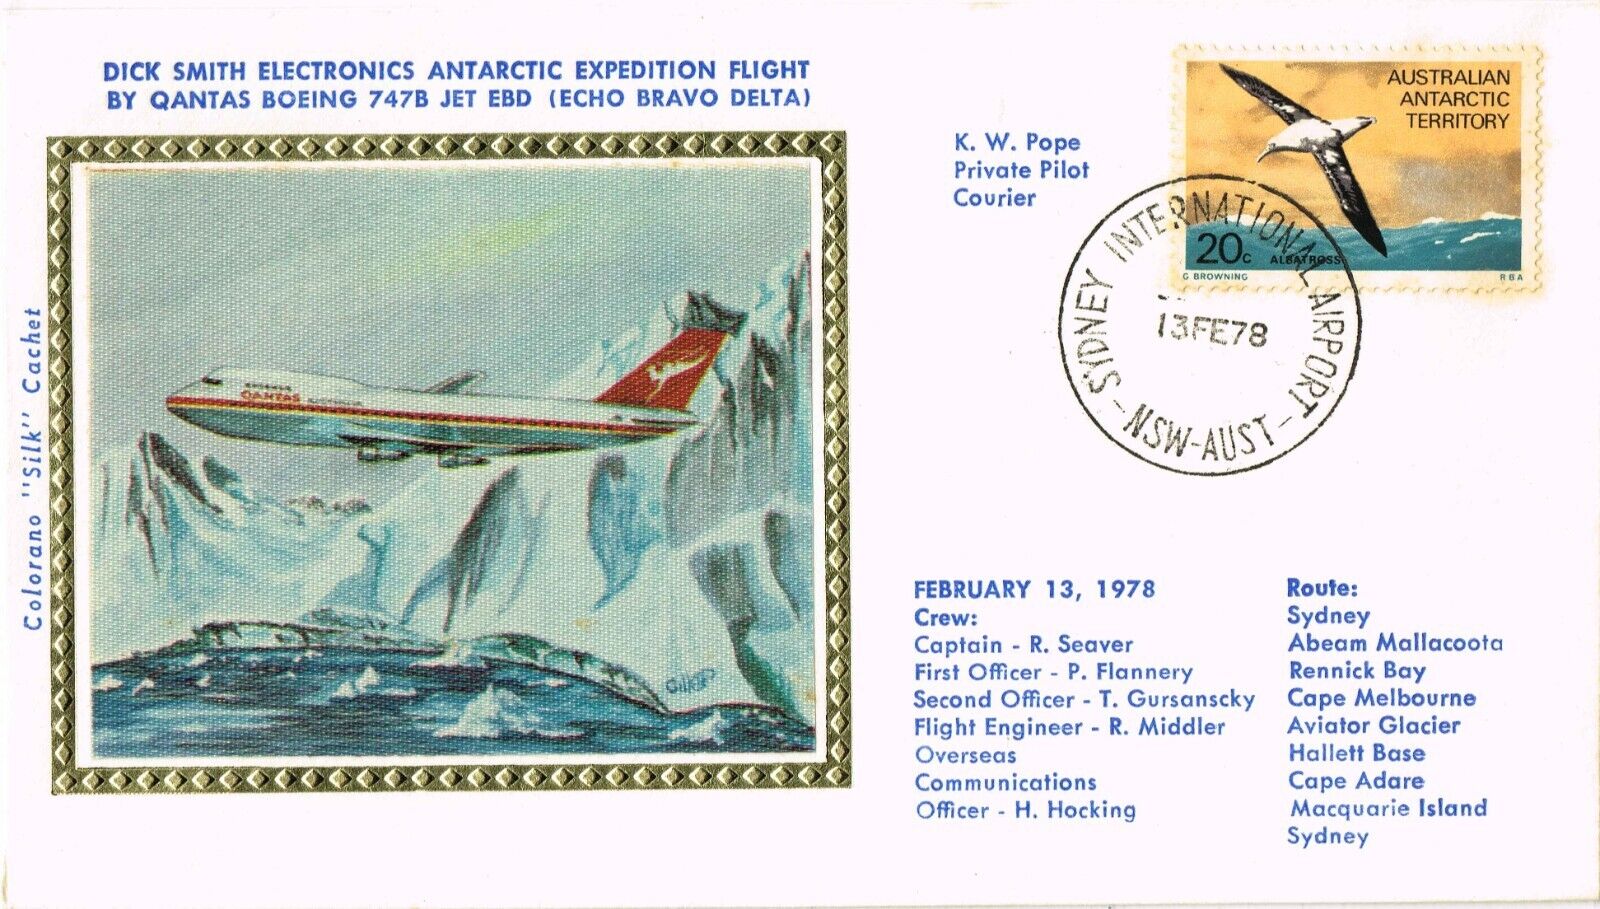 DICK SMITH ELECTRONICS ANTARCTIC EXPEDITION FLIGHT
BY QANTAS BOEING 747B JET EBD (ECHO BRAVO DELTA)
Colorano "Silk" Cachet
QANTAS AUSTRALIA
Gilkes
K. W. Pope
Private Pilot
Courier
AUSTRALIAN
ANTARCTIC
TERRITORY
20c ALBATROSS
G BROWNING RBA
SYDNEY INTERNATIONAL AIRPORT
13FE78
-NSW-AUST-
FEBRUARY 13, 1978
Crew:
Captain - R. Seaver
First Officer - P. Flannery
Second Officer - T. Gursanscky
Flight Engineer - R. Middler
Overseas
Communications
Officer - H. Hocking
Route:
Sydney
Abeam Mallacoota
Rennick Bay
Cape Melbourne
Aviator Glacier
Hallett Base
Cape Adare
Macquarie Island
Sydney